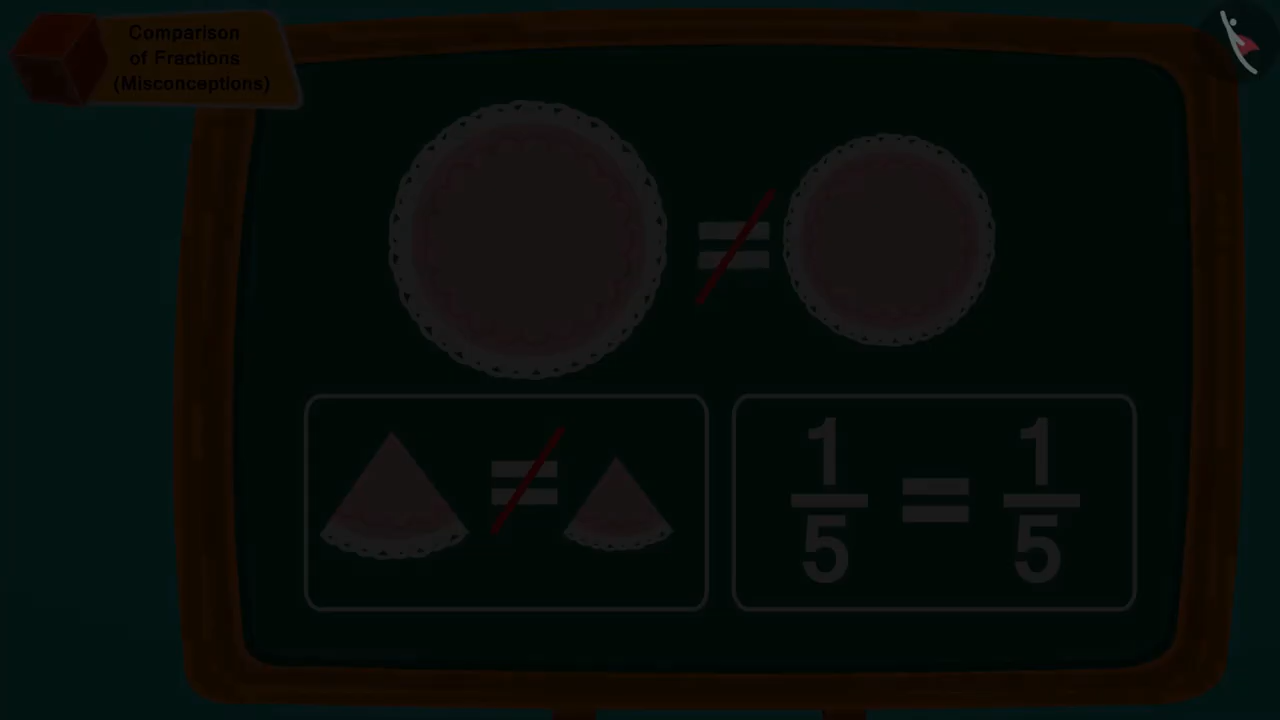 Comparison
of Fractions
(Misconceptions)
=
=
1/5 = 1/5